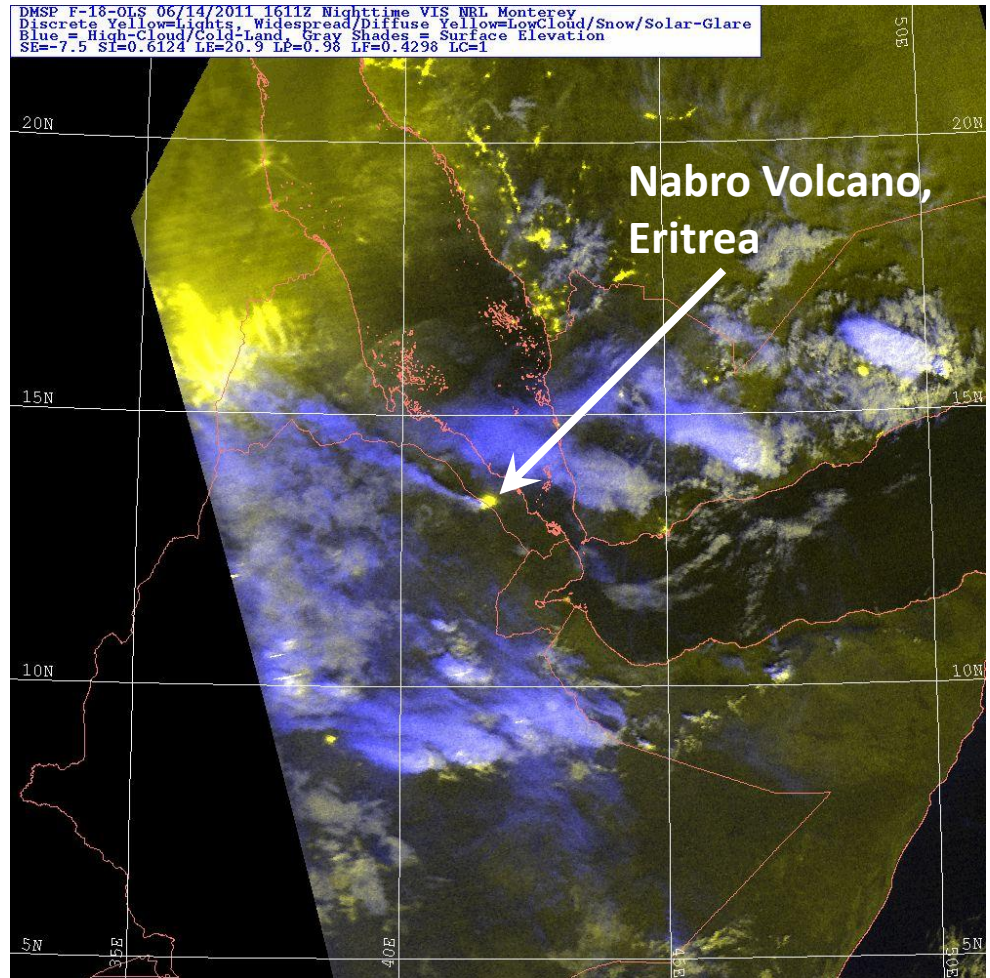 DMSP F-18-OLS 06/14/2011 1611Z Nighttime VIS NRL Monterey
Discrete Yellow=Lights, Widespread/Diffuse Yellow=LowCloud/Snow/Solar-Glare
Blue = High-Cloud/Cold-Land, Gray Shades = Surface Elevation
SE=-7.5 SI=0.6124 LE=20.9 LP=0.98 LF=0.4298 LC=1
50E
20N
20N
Nabro Volcano,
Eritrea
15N
15N
10N
10N
5N
35E
40E
45E
50E
5N